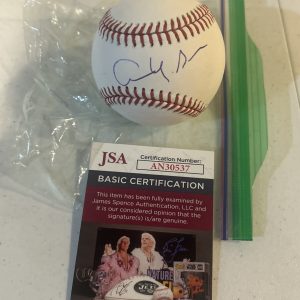 JSA
Certification Number:
AN30537
BASIC CERTIFICATION
This item has been fully examined by
James Spence Authentication, LLC and
it is our considered opinion that the
signature(s) is/are genuine.